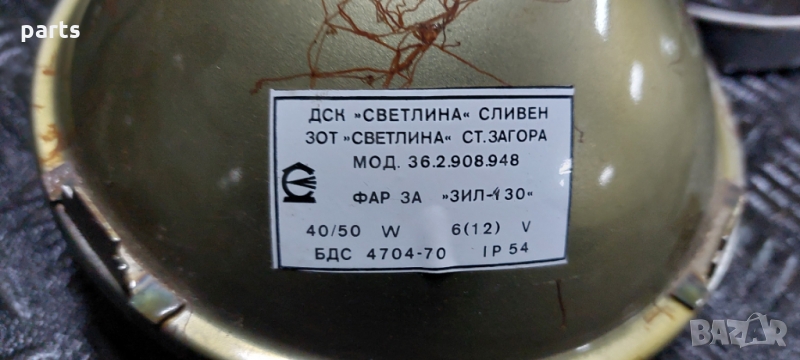 parts
ДСК »СВЕТЛИНА« СЛИВЕН
ЗОТ »СВЕТЛИНА« СТ.ЗАГОРА
МОД. 36.2.908.948
ФАР ЗА »ЗИЛ-130«
40/50 W 6(12) V
БДС 4704-70 IP 54
BAZAR